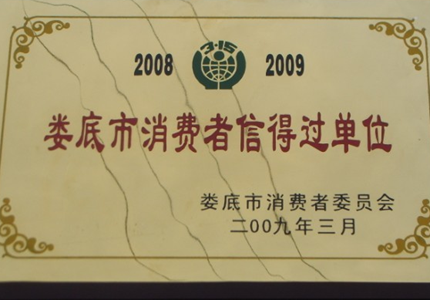 3·15
2008 2009
娄底市消费者信得过单位
娄底市消费者委员会
二00九年三月